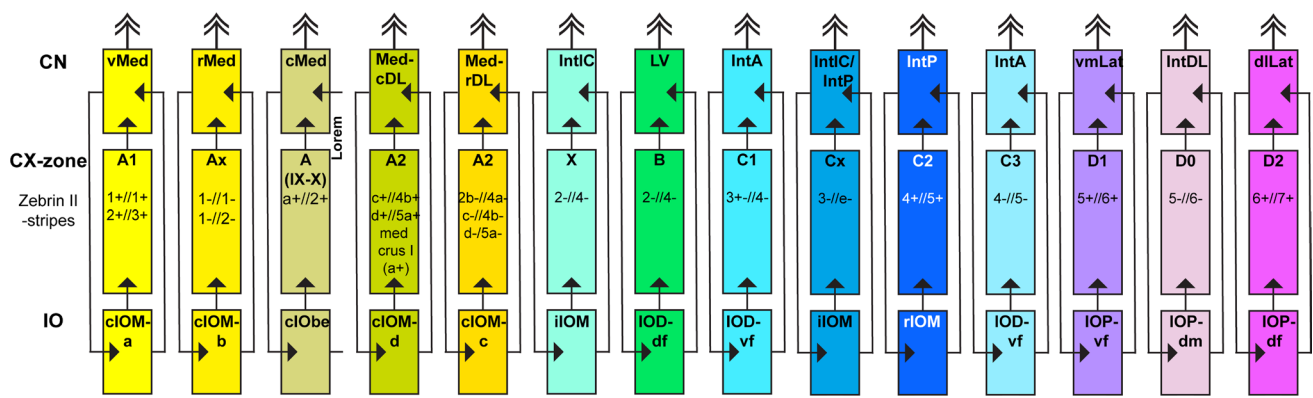 CN
vMed
rMed
cMed
Med-
cDL
Med-
rDL
IntIC
LV
IntA
IntIC/
IntP
IntP
IntA
vmLat
IntDL
dlLat
Lorem
CX-zone
Zebrin II
-stripes
A1
1+//1+
2+//3+
Ax
1-//1-
1-//2-
A
(IX-X)
a+//2+
A2
c+//4b+
d+//5a+
med
crus I
(a+)
A2
2b-//4a-
c-//4b-
d-/5a-
X
2-//4-
B
2-//4-
C1
3+-//4-
Cx
3-//e-
C2
4+//5+
C3
4-//5-
D1
5+//6+
D0
5-//6-
D2
6+//7+
IO
cIOM-
a
cIOM-
b
cIObe
cIOM-
d
cIOM-
c
iIOM
IOD-
df
IOD-
vf
iIOM
rIOM
IOD-
vf
IOP-
vf
IOP-
dm
IOP-
df